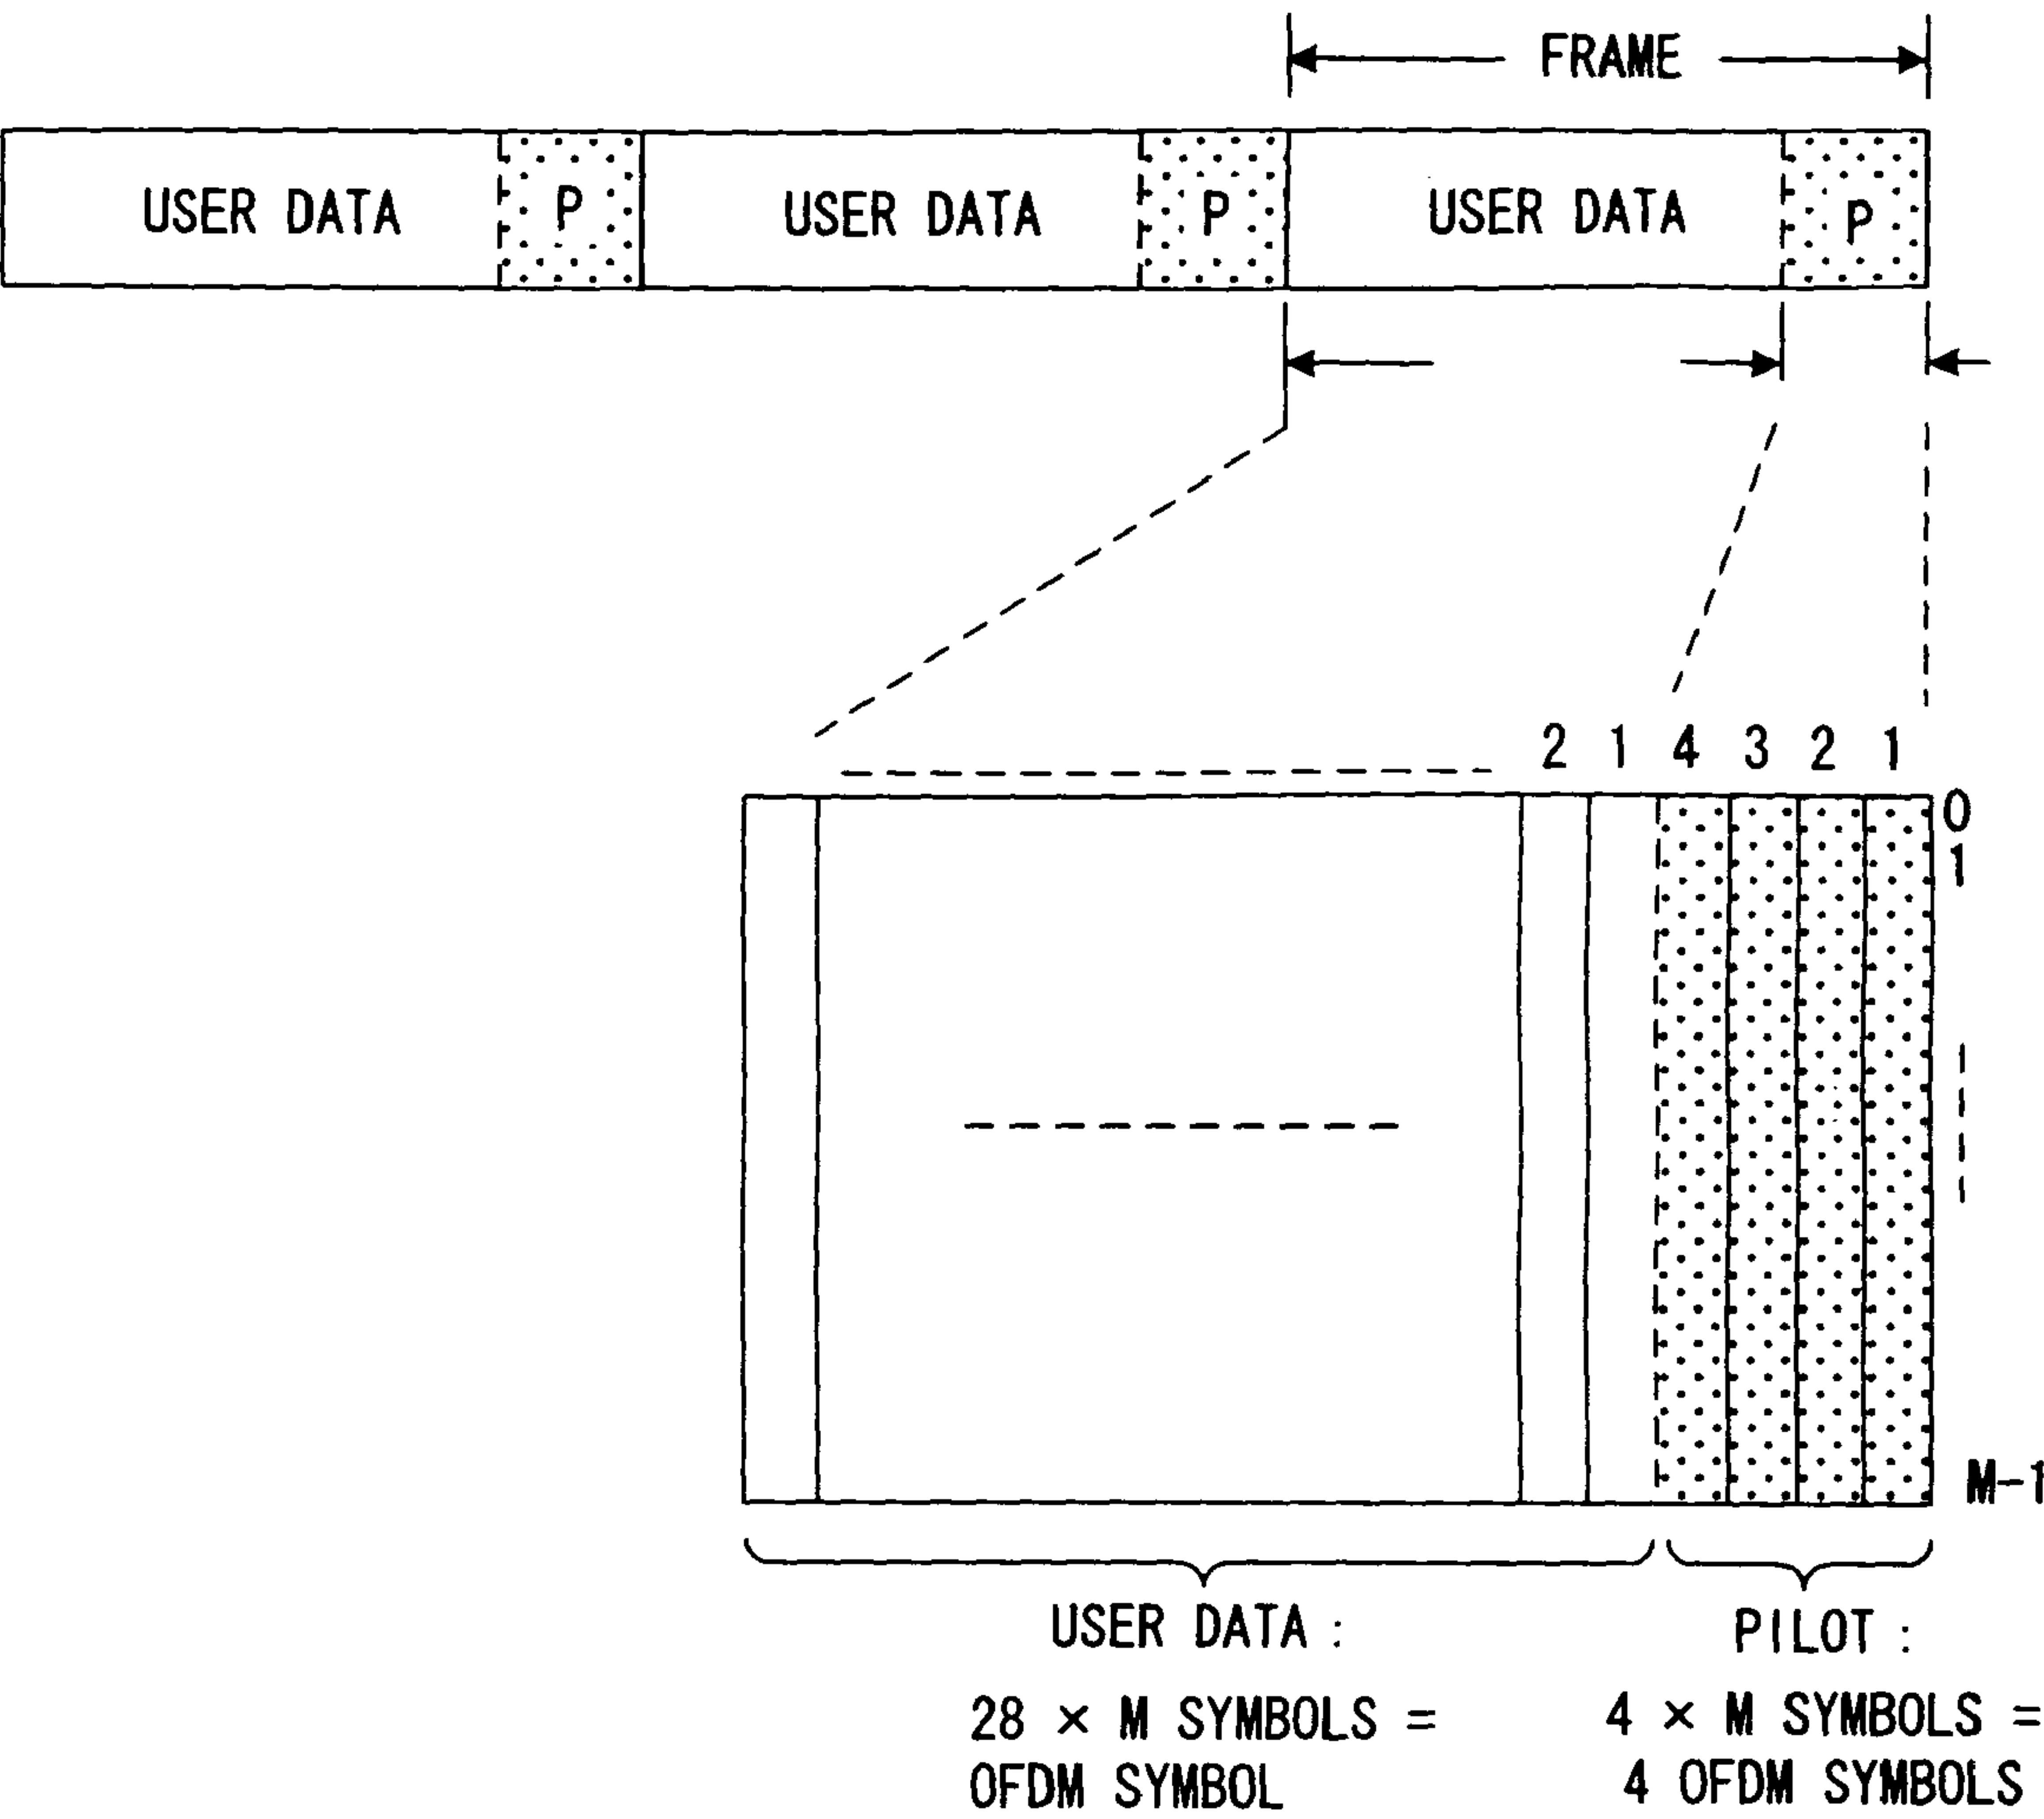 FRAME
USER DATA P USER DATA P USER DATA P
2 1 4 3 2 1
0
1
M-1
USER DATA : PILOT :
28 × M SYMBOLS = 4 × M SYMBOLS =
OFDM SYMBOL 4 OFDM SYMBOLS